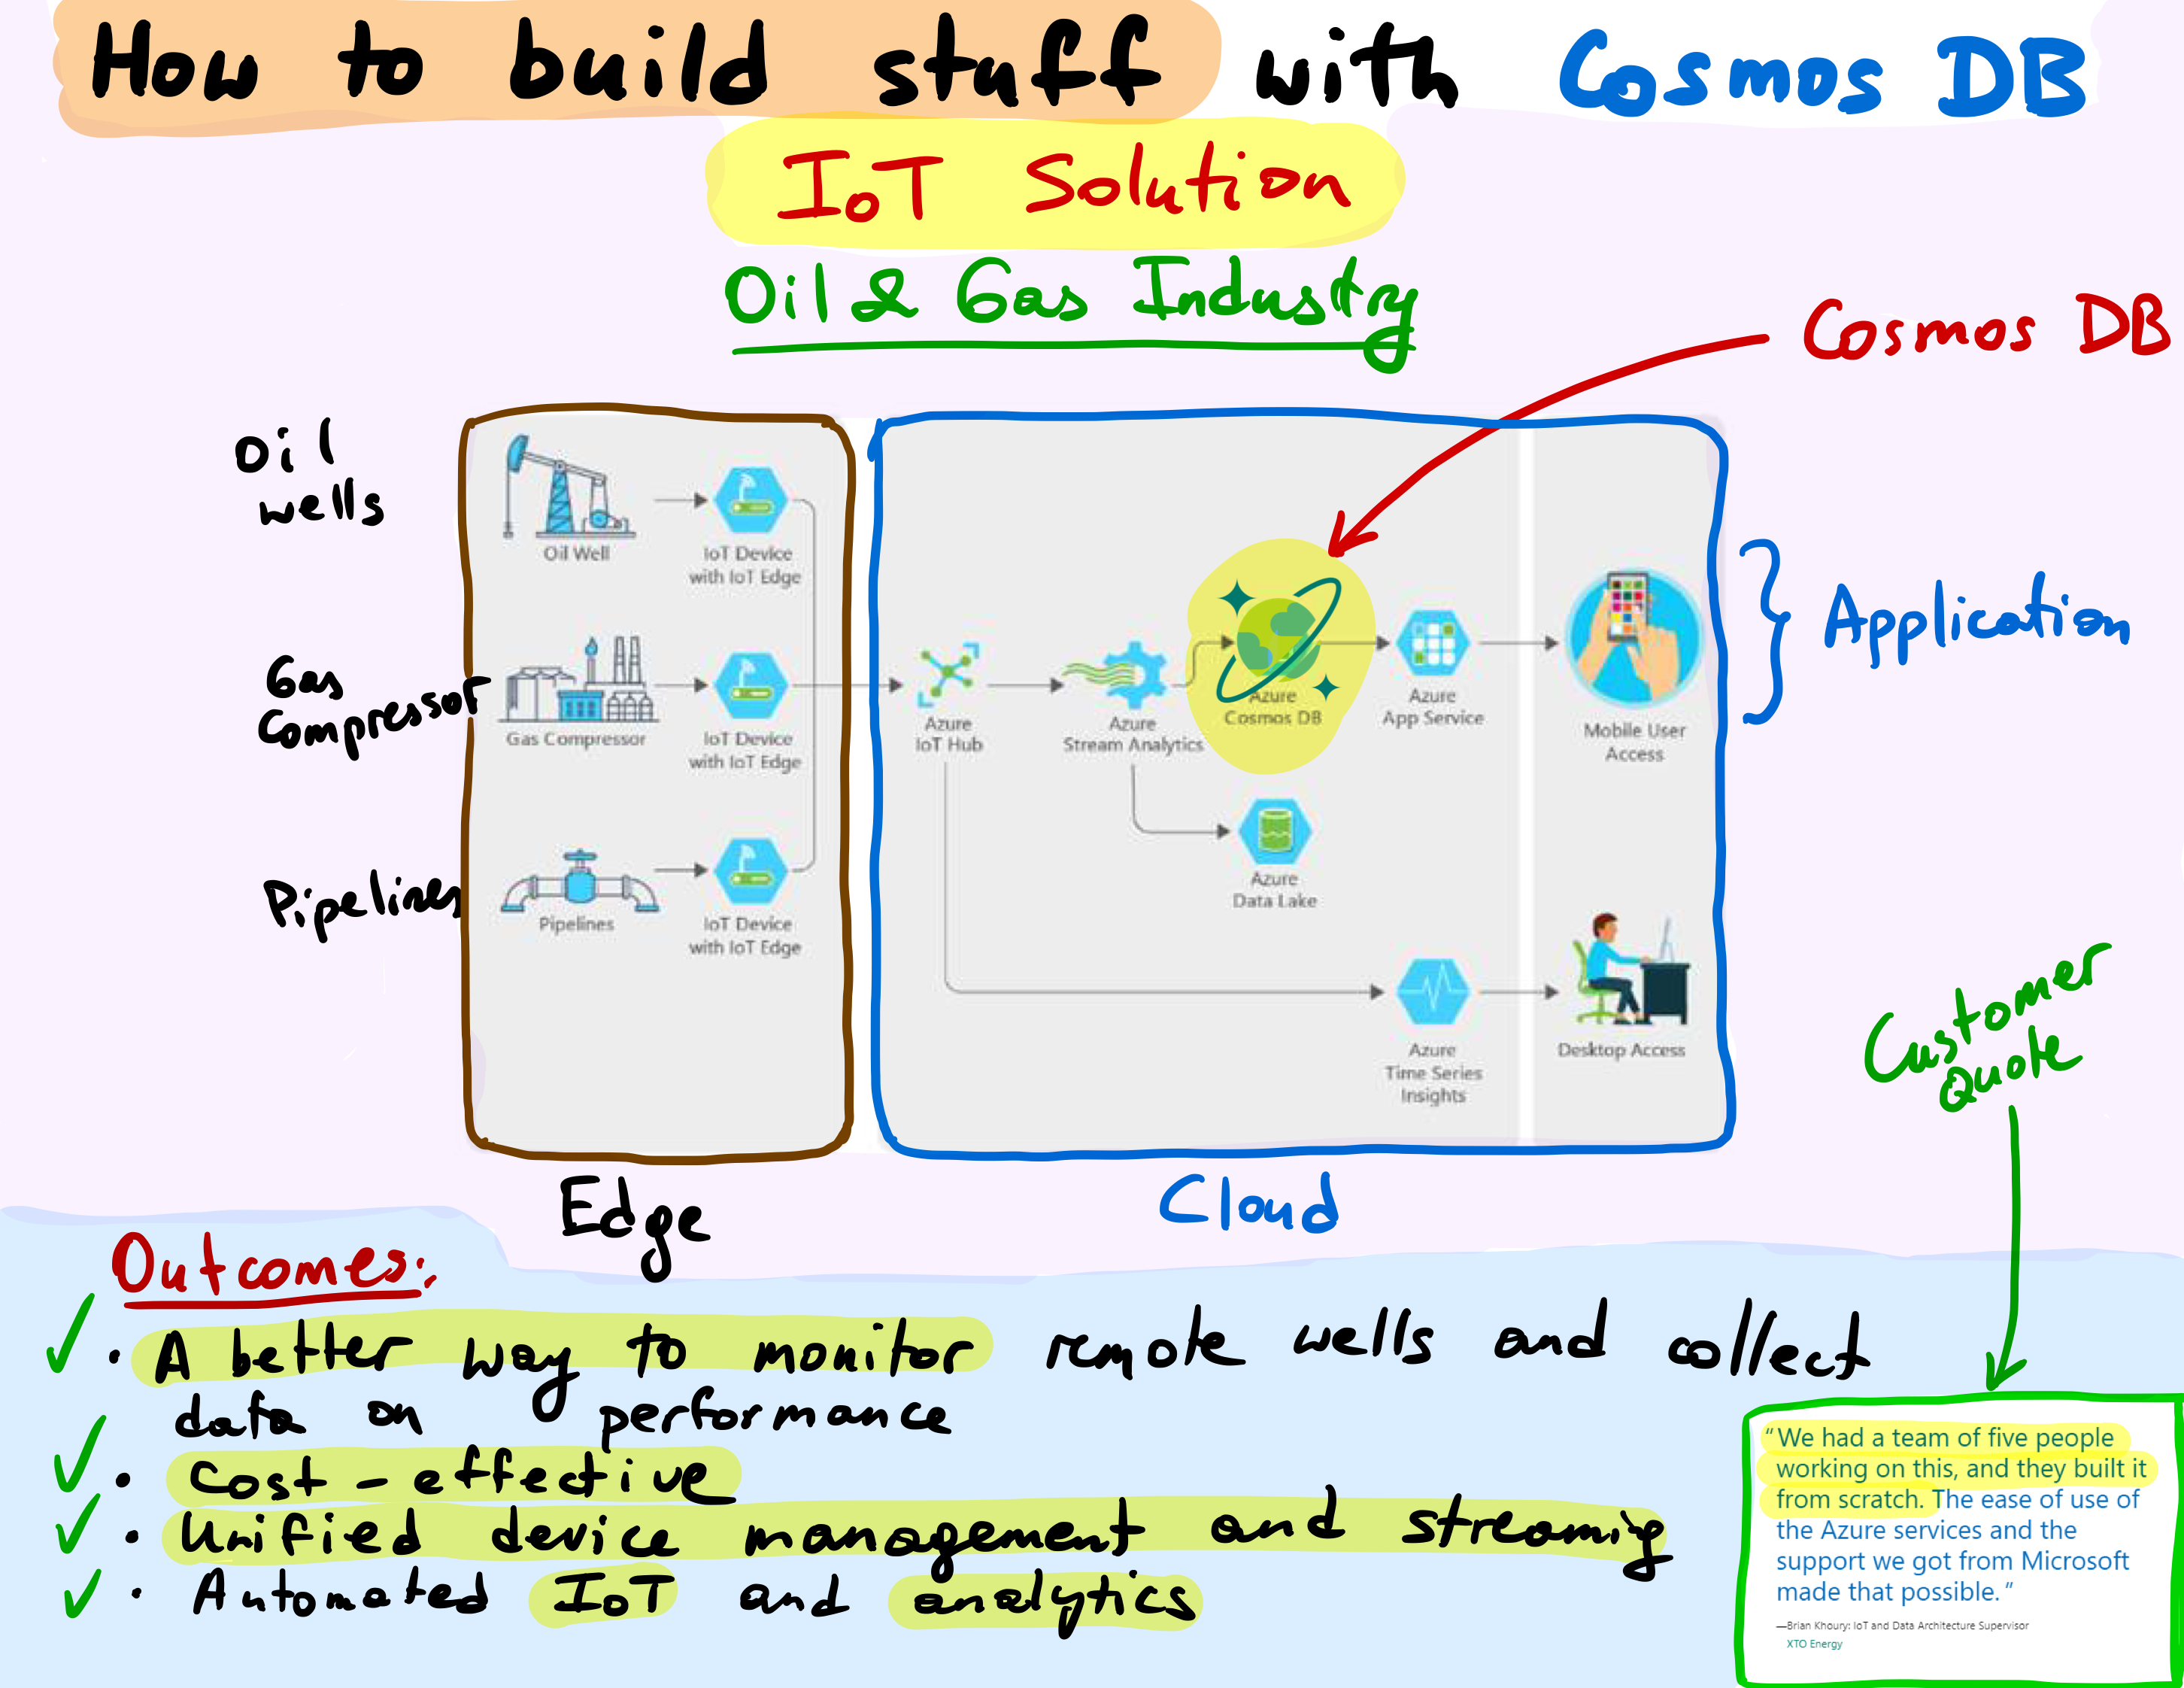 How to build stuff with Cosmos DB
IoT Solution
Oil & Gas Industry
Cosmos DB
Oil
wells
Gas
Compressor
Pipelines
Oil Well
IoT Device
with IoT Edge
Gas Compressor
IoT Device
with IoT Edge
Pipelines
IoT Device
with IoT Edge
Azure
IoT Hub
Azure
Stream Analytics
Azure
Cosmos DB
Azure
App Service
Mobile User
Access
Azure
Data Lake
Azure
Time Series
Insights
Desktop Access
Application
Edge
Cloud
Customer
Quote
Outcomes:
• A better way to monitor remote wells and collect
data on performance
• Cost-effective
• Unified device management and streaming
• Automated IoT and analytics
“We had a team of five people
working on this, and they built it
from scratch. The ease of use of
the Azure services and the
support we got from Microsoft
made that possible.”
—Brian Khoury: IoT and Data Architecture Supervisor
XTO Energy